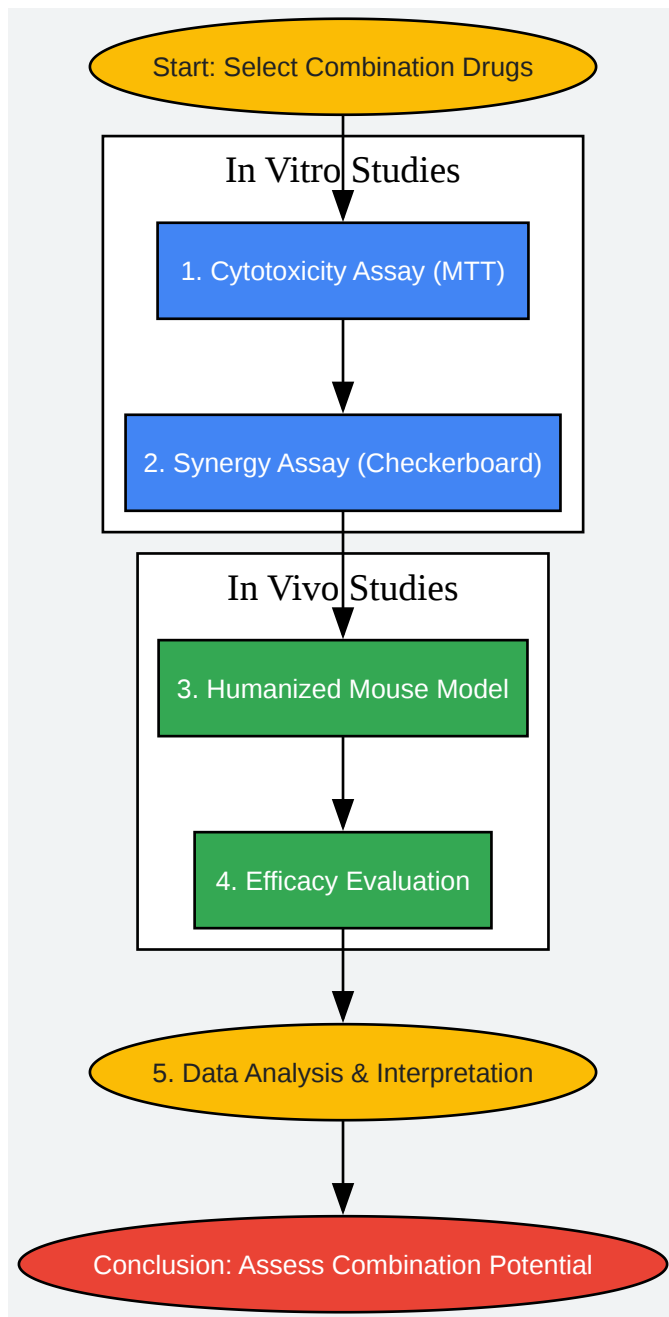 Start: Select Combination Drugs
In Vitro Studies
1. Cytotoxicity Assay (MTT)
2. Synergy Assay (Checkerboard)
In Vivo Studies
3. Humanized Mouse Model
4. Efficacy Evaluation
5. Data Analysis & Interpretation
Conclusion: Assess Combination Potential